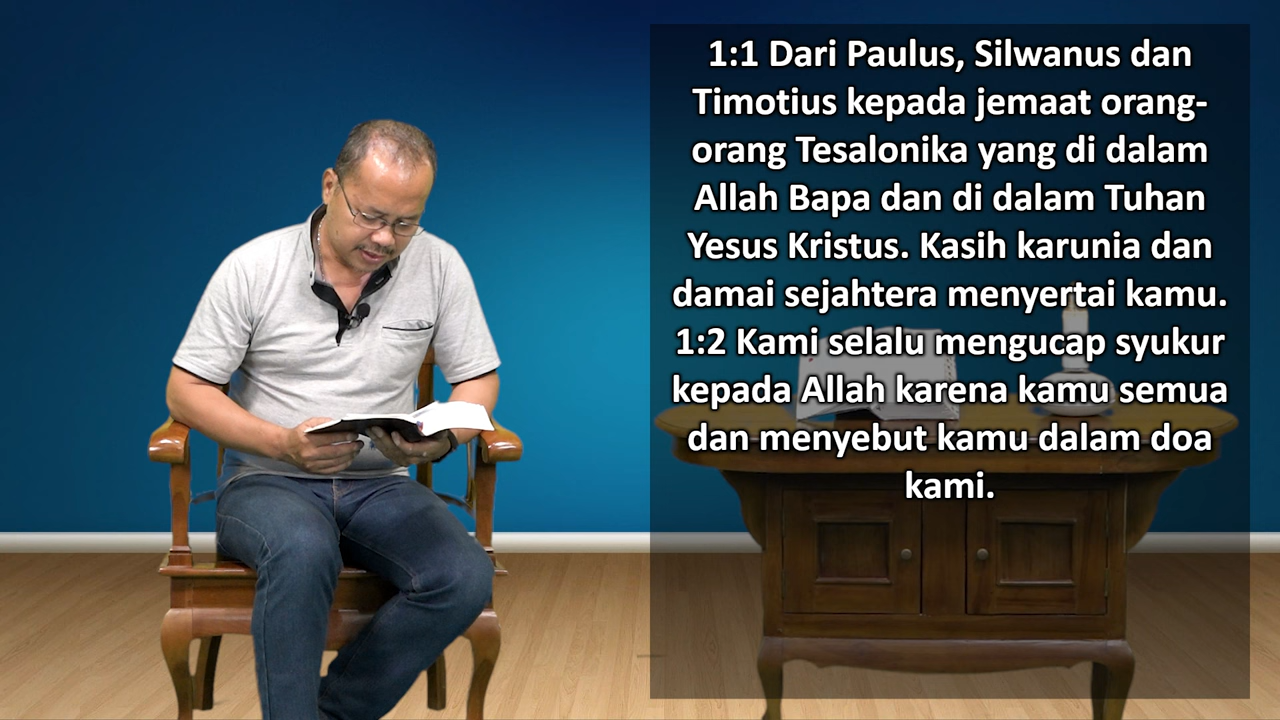 1:1 Dari Paulus, Silwanus dan
Timotius kepada jemaat orang-
orang Tesalonika yang di dalam
Allah Bapa dan di dalam Tuhan
Yesus Kristus. Kasih karunia dan
damai sejahtera menyertai kamu.
1:2 Kami selalu mengucap syukur
kepada Allah karena kamu semua
dan menyebut kamu dalam doa
kami.